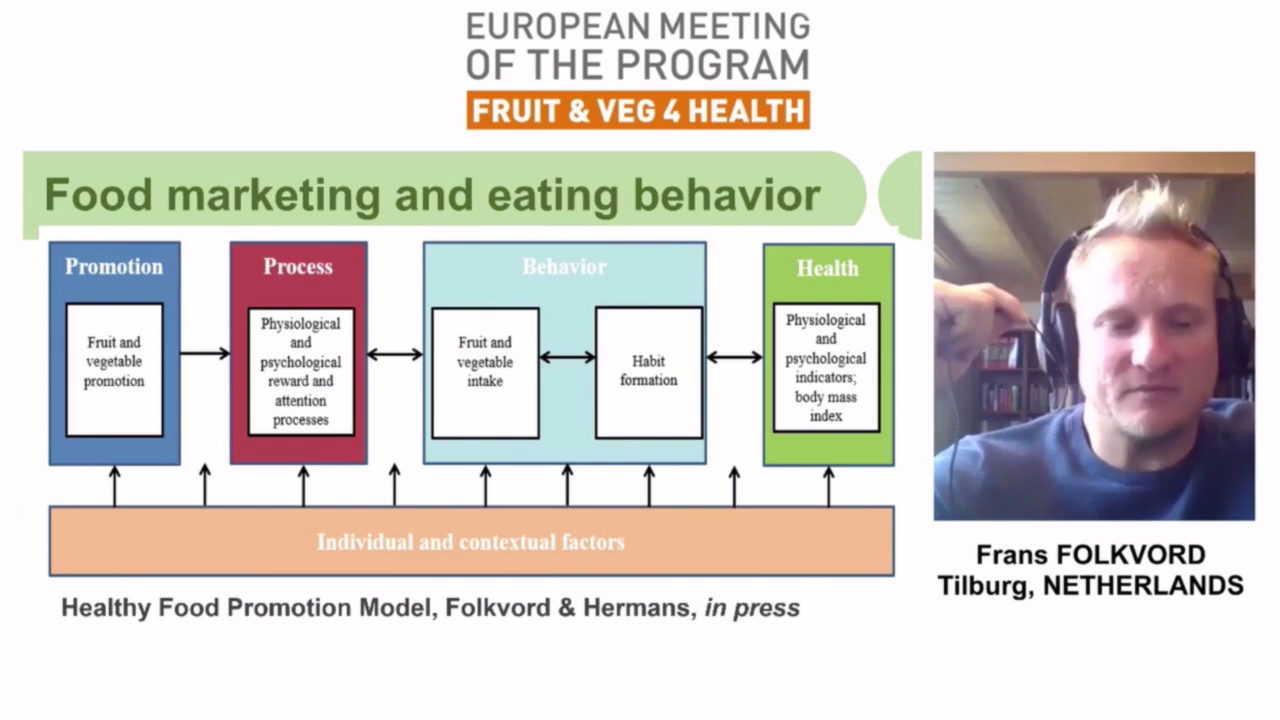 EUROPEAN MEETING
OF THE PROGRAM
FRUIT & VEG 4 HEALTH
Food marketing and eating behavior
Promotion
Fruit and
vegetable
promotion
Process
Physiological
and
psychological
reward and
attention
processes
Behavior
Fruit and
vegetable
intake
Habit
formation
Health
Physiological
and
psychological
indicators;
body mass
index
Individual and contextual factors
Healthy Food Promotion Model, Folkvord & Hermans, in press
Frans FOLKVORD
Tilburg, NETHERLANDS